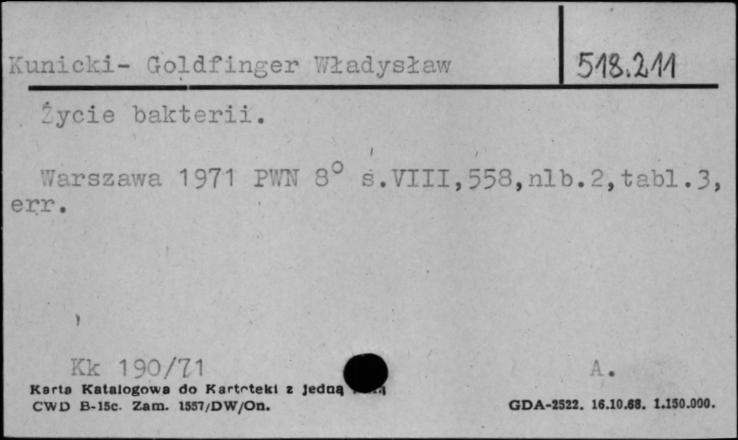 Kunicki- Goldfinger Władysław 518.211
Życie bakterii.
Warszawa 1971 PWN 8° s.VIII,558,nlb.2,tabl.3,
err.
Kk 190/71 A.
Karta Katalogowa do Kartoteki z jedną
CWD B-15c. Zam. 1557/DW/On. GDA-2522. 16.10.68. 1.150.000.